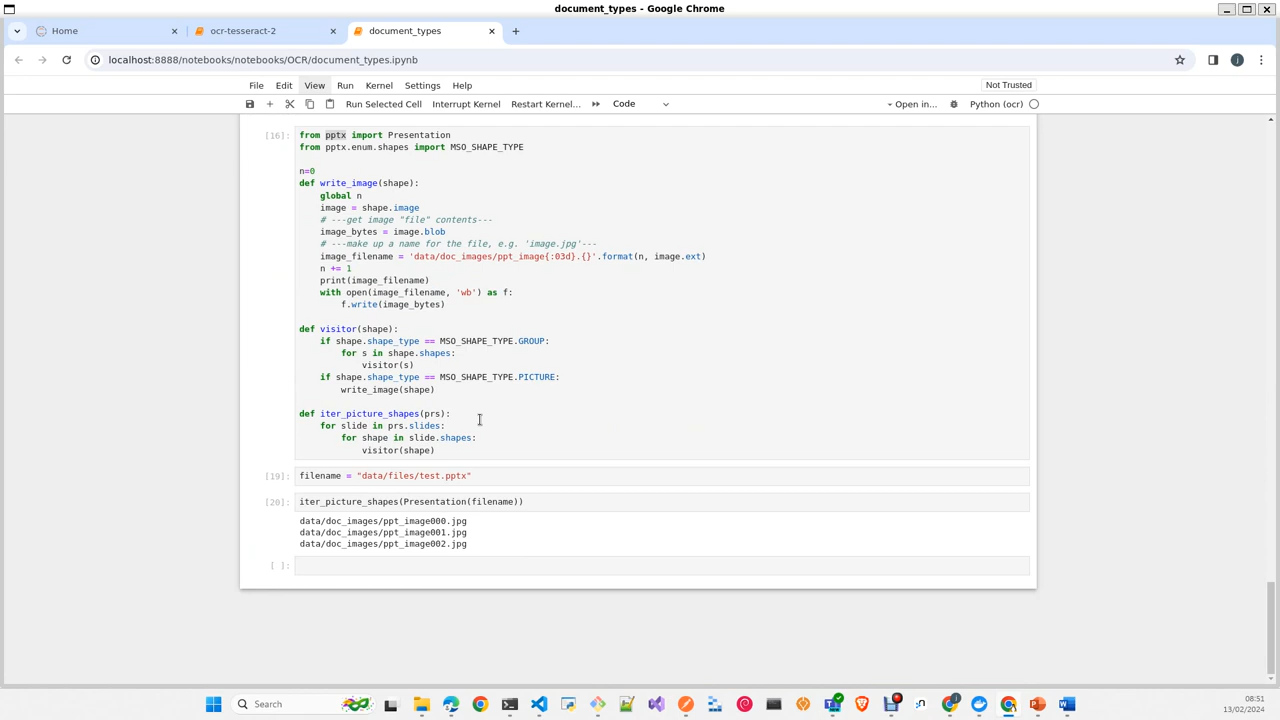 document_types - Google Chrome
Home
ocr-tesseract-2
document_types
localhost:8888/notebooks/notebooks/OCR/document_types.ipynb
j
File Edit View Run Kernel Settings Help
Not Trusted
Run Selected Cell Interrupt Kernel Restart Kernel... Code Open in... Python (ocr)
[16]: from pptx import Presentation
from pptx.enum.shapes import MSO_SHAPE_TYPE
n=0
def write_image(shape):
    global n
    image = shape.image
    # ---get image "file" contents---
    image_bytes = image.blob
    # ---make up a name for the file, e.g. 'image.jpg'---
    image_filename = 'data/doc_images/ppt_image{:03d}.{}'.format(n, image.ext)
    n += 1
    print(image_filename)
    with open(image_filename, 'wb') as f:
        f.write(image_bytes)
def visitor(shape):
    if shape.shape_type == MSO_SHAPE_TYPE.GROUP:
        for s in shape.shapes:
            visitor(s)
    if shape.shape_type == MSO_SHAPE_TYPE.PICTURE:
        write_image(shape)
def iter_picture_shapes(prs):
    for slide in prs.slides:
        for shape in slide.shapes:
            visitor(shape)
[19]: filename = "data/files/test.pptx"
[20]: iter_picture_shapes(Presentation(filename))
data/doc_images/ppt_image000.jpg
data/doc_images/ppt_image001.jpg
data/doc_images/ppt_image002.jpg
[ ]:
Search
08:51
13/02/2024